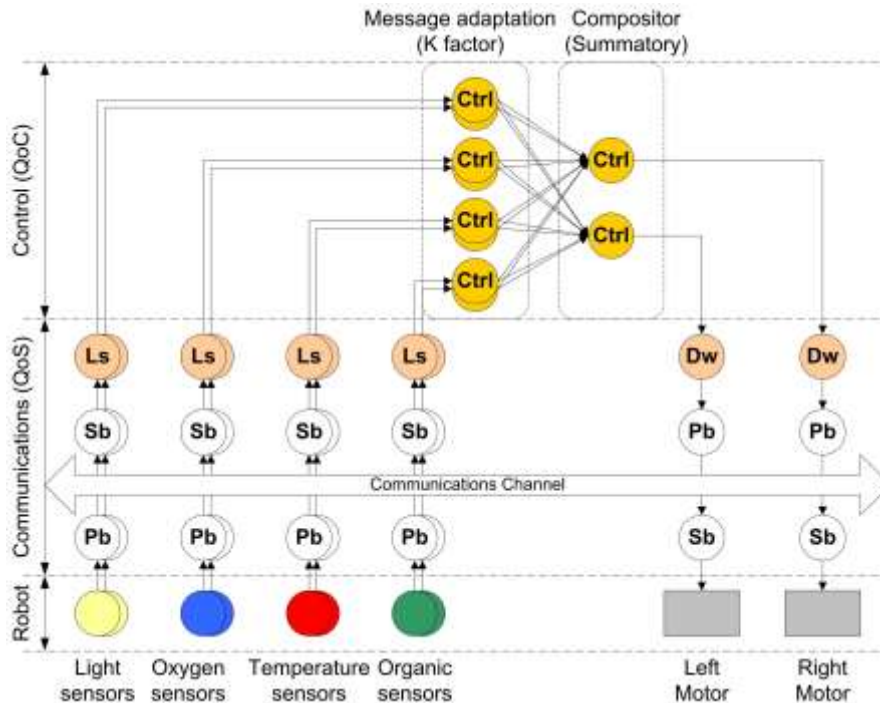 Message adaptation
(K factor)
Compositor
(Summatory)
Control (QoC)
Ctrl
Ctrl
Ctrl
Ctrl
Ctrl
Ctrl
Communications (QoS)
Ls Ls Ls Ls Dw Dw
Sb Sb Sb Sb Pb Pb
Communications Channel
Pb Pb Pb Pb Sb Sb
Robot
Light
sensors
Oxygen
sensors
Temperature
sensors
Organic
sensors
Left
Motor
Right
Motor